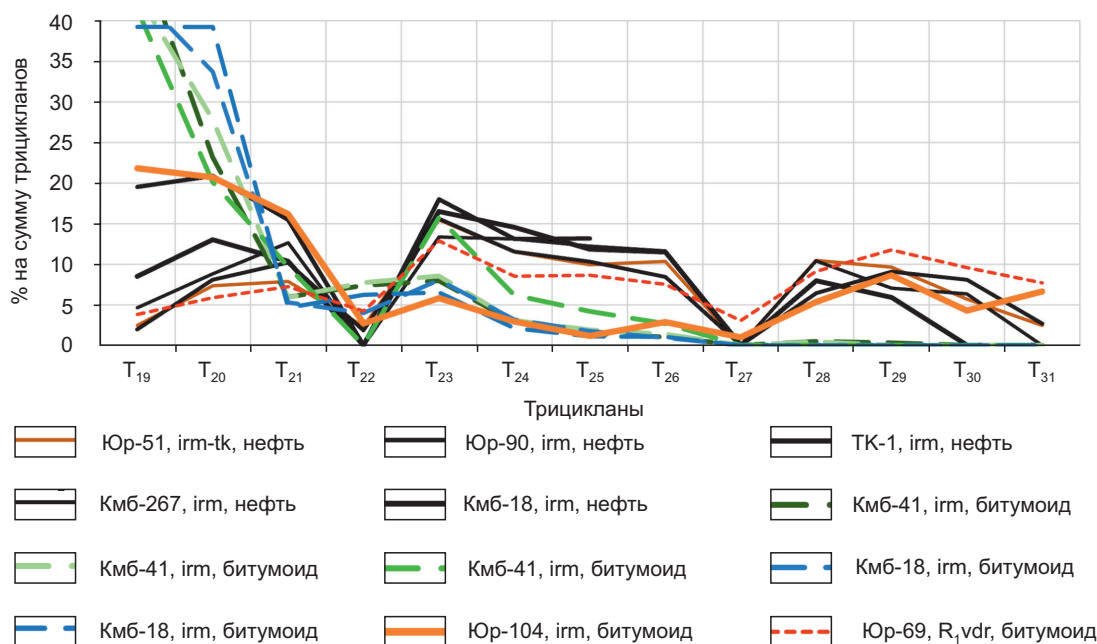 % на сумму трицикланов
40
35
30
25
20
15
10
5
0
T19 T20 T21 T22 T23 T24 T25 T26 T27 T28 T29 T30 T31
Трицикланы
Юр-51, irm-tk, нефть Юр-90, irm, нефть ТК-1, irm, нефть
Кмб-267, irm, нефть Кмб-18, irm, нефть Кмб-41, irm, битумоид
Кмб-41, irm, битумоид Кмб-41, irm, битумоид Кмб-18, irm, битумоид
Кмб-18, irm, битумоид Юр-104, irm, битумоид Юр-69, R1vdr, битумоид